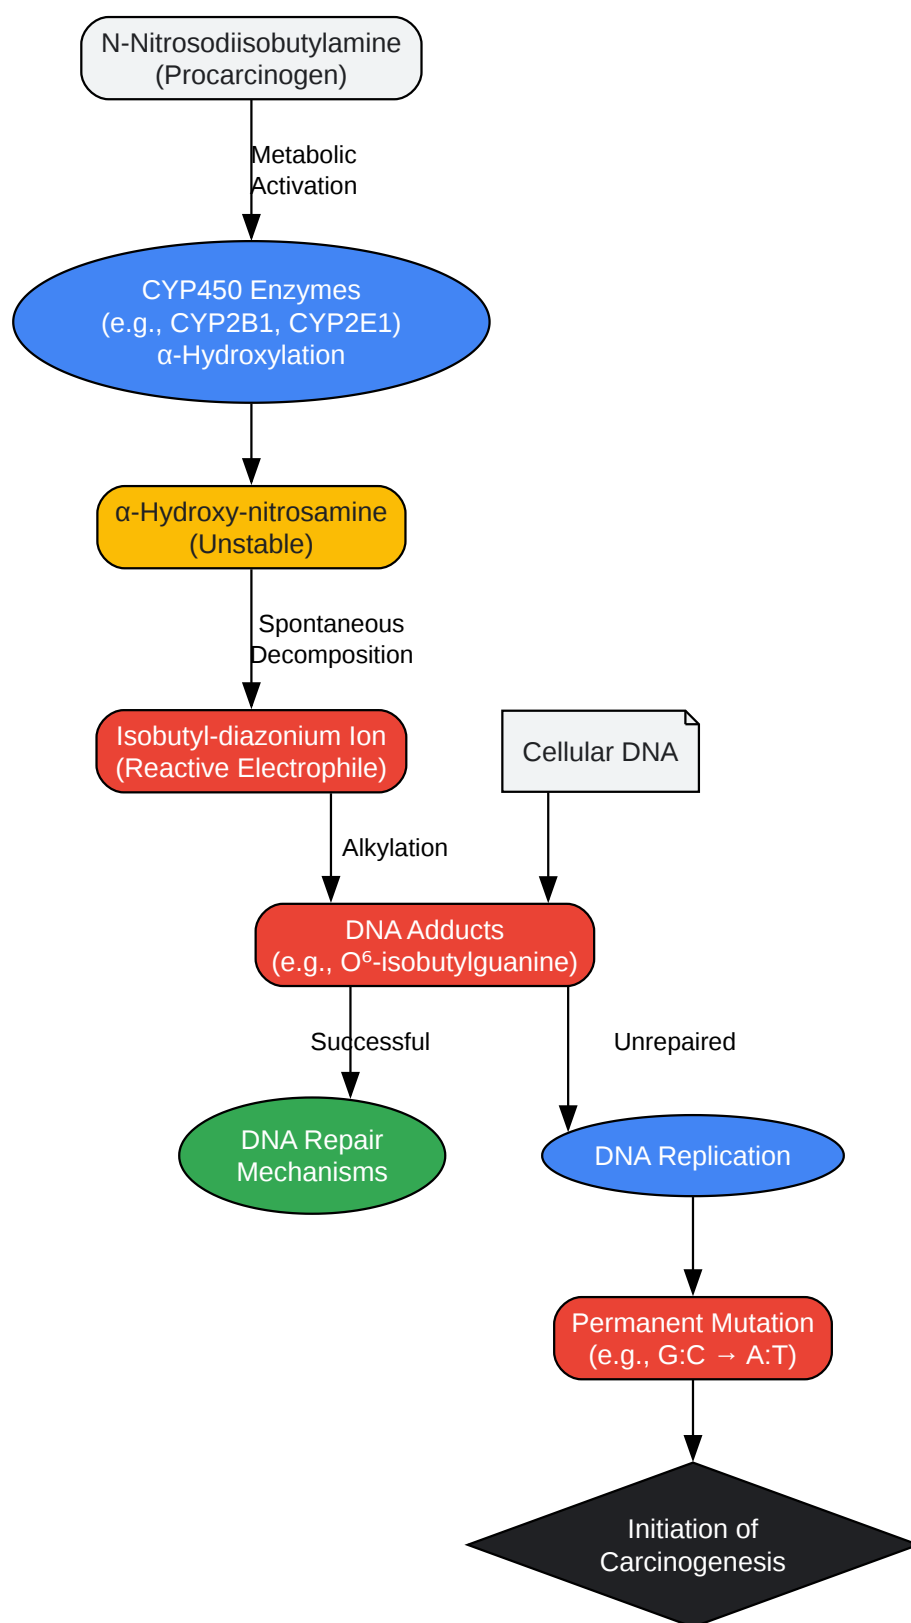 N-Nitrosodiisobutylamine
(Procarcinogen)
Metabolic
Activation
CYP450 Enzymes
(e.g., CYP2B1, CYP2E1)
α-Hydroxylation
α-Hydroxy-nitrosamine
(Unstable)
Spontaneous
Decomposition
Isobutyl-diazonium Ion
(Reactive Electrophile)
Cellular DNA
Alkylation
DNA Adducts
(e.g., O⁶-isobutylguanine)
Successful
Unrepaired
DNA Repair
Mechanisms
DNA Replication
Permanent Mutation
(e.g., G:C → A:T)
Initiation of
Carcinogenesis